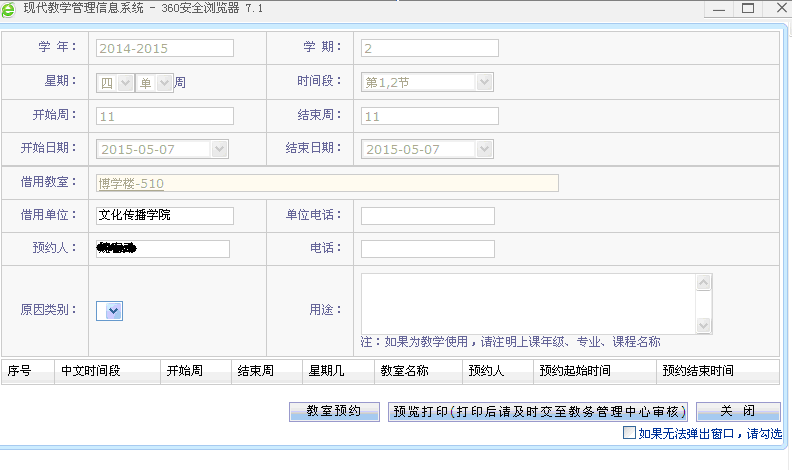 现代教学管理信息系统 - 360安全浏览器 7.1
学 年： 2014-2015 学 期： 2
星期： 四 单 周 时间段： 第1,2节
开始周： 11 结束周： 11
开始日期： 2015-05-07 结束日期： 2015-05-07
借用教室： 博学楼-510
借用单位： 文化传播学院 单位电话：
预约人： 电话：
原因类别： 用途：
注：如果为教学使用，请注明上课年级、专业、课程名称
序号 中文时间段 开始周 结束周 星期几 教室名称 预约人 预约起始时间 预约结束时间
教室预约 预览打印(打印后请及时交至教务管理中心审核) 关 闭
如果无法弹出窗口，请勾选